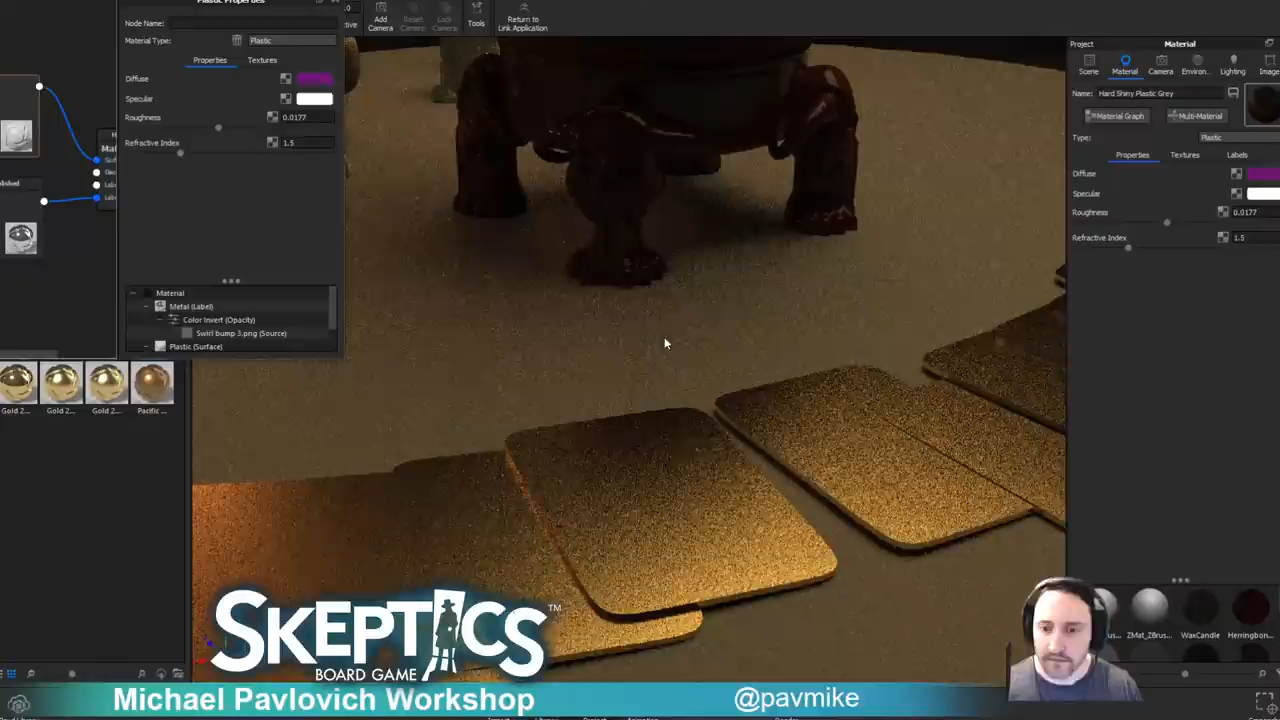 Plastic Properties
Node Name:
Material Type:
Plastic
Properties
Textures
Diffuse
Specular
Roughness
0.0177
Refractive Index
1.5
Material
Metal (Label)
Color Invert (Opacity)
Swirl bump 3.png (Source)
Plastic (Surface)
Add
Camera
Reset
Camera
Lock
Camera
Tools
Return to
Link Application
Project
Material
Scene
Material
Camera
Environ...
Lighting
Image
Name:
Hard Shiny Plastic Grey
Material Graph
Multi-Material
Type:
Plastic
Properties
Textures
Labels
Diffuse
Specular
Roughness
0.0177
Refractive Index
1.5
Gold 2...
Gold 2...
Gold 2...
Pacific ...
ZMat_ZBrus...
WaxCandle
Herringbon...
SKEPTICS™
BOARD GAME
Michael Pavlovich Workshop
@pavmike